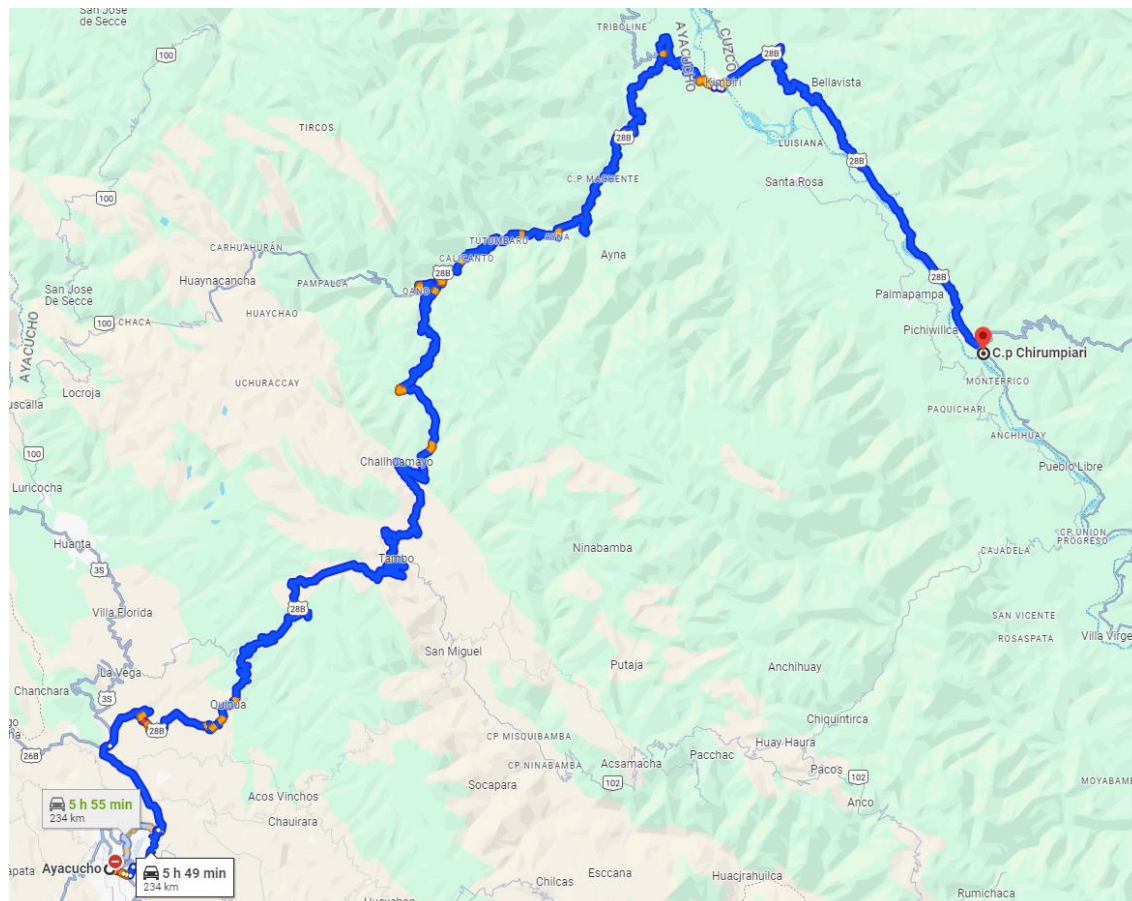 San José
de Secce
100
TRIBOLINE
AYACUCHO
CUZCO
28B
Kimbiri
Bellavista
TIRCOS
28B
LUISIANA
28B
C.P MACHENTE
Santa Rosa
100
CARHUAHURÁN
TUTUMBARU
AYNA
CALICANTO
28B
Ayna
Huaynacancha
PAMPALCA
28B
San Jose
De Secce
QANO
Palmapampa
HUAYCHAO
100
CHACA
Pichiwillca
AYACUCHO
C.p Chirumpiari
UCHURACCAY
MONTERRICO
Locroja
PAQUICHARI
ANCHIHUAY
100
Challhuamayo
Pueblo Libre
Luricocha
CP UNION
PROGRESO
Huanta
Ninabamba
CAJADELA
Tambo
3S
Villa Florida
28B
SAN VICENTE
ROSASPATA
Villa Virge
San Miguel
La Vega
Putaja
Anchihuay
Chanchara
3S
Quinua
Chiquintirca
28B
CP MISQUIBAMBA
Huay Haura
26B
Pacchac
CP NINABAMBA
Acsamacha
Pacos
102
Socapara
102
MOYABAMB
Acos Vinchos
Anco
5 h 55 min
234 km
Chauirara
Ayacucho
5 h 49 min
234 km
Esccana
Chilcas
Huacjrahuilca
Rumichaca